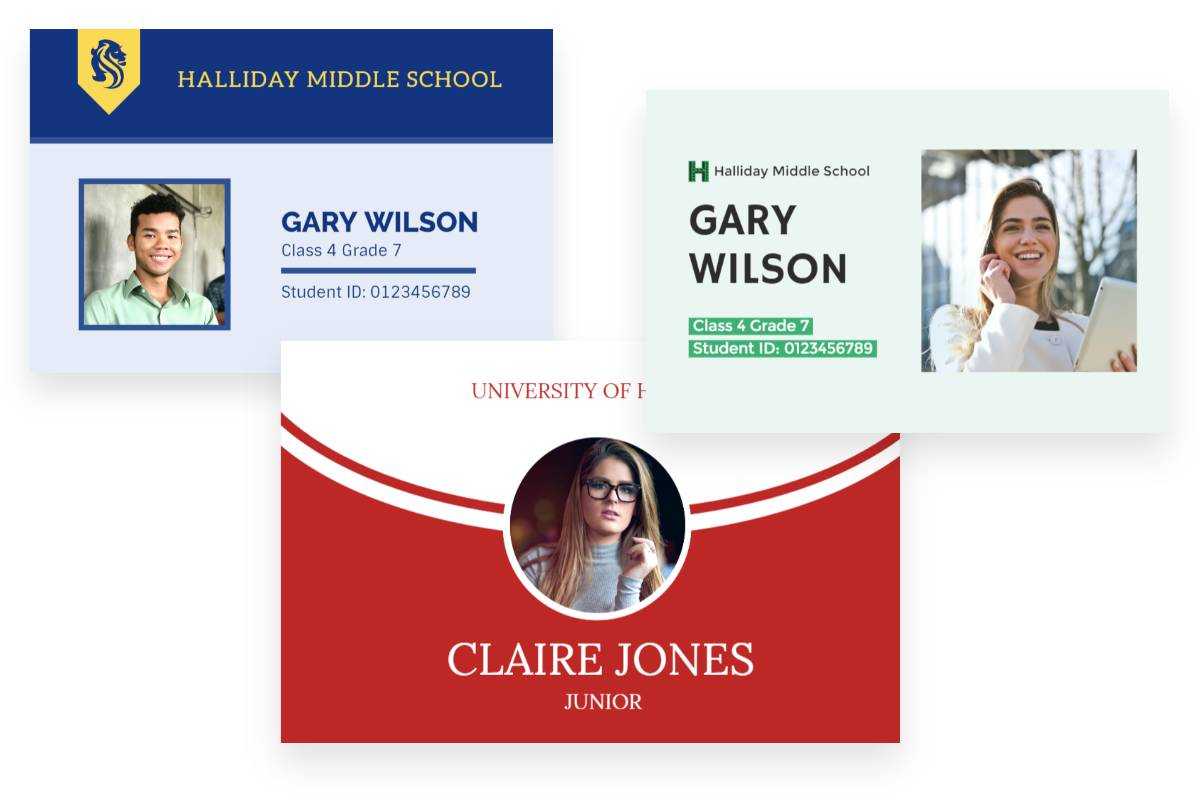 HALLIDAY MIDDLE SCHOOL
GARY WILSON
Class 4 Grade 7
Student ID: 0123456789
Halliday Middle School
GARY
WILSON
Class 4 Grade 7
Student ID: 0123456789
UNIVERSITY OF
CLAIRE JONES
JUNIOR